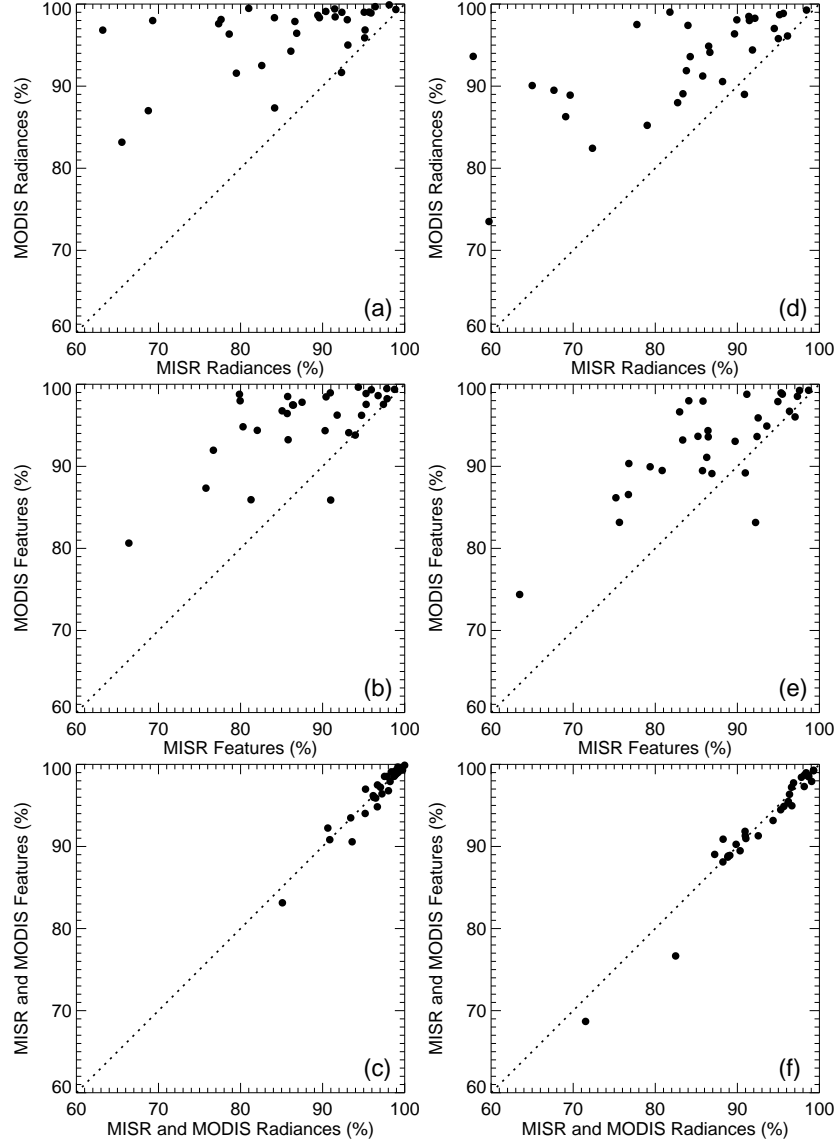 100
90
80
70
60
60 70 80 90 100
MODIS Radiances (%)
MISR Radiances (%)
(a)
100
90
80
70
60
60 70 80 90 100
MODIS Radiances (%)
MISR Radiances (%)
(d)
100
90
80
70
60
60 70 80 90 100
MODIS Features (%)
MISR Features (%)
(b)
100
90
80
70
60
60 70 80 90 100
MODIS Features (%)
MISR Features (%)
(e)
100
90
80
70
60
60 70 80 90 100
MISR and MODIS Features (%)
MISR and MODIS Radiances (%)
(c)
100
90
80
70
60
60 70 80 90 100
MISR and MODIS Features (%)
MISR and MODIS Radiances (%)
(f)